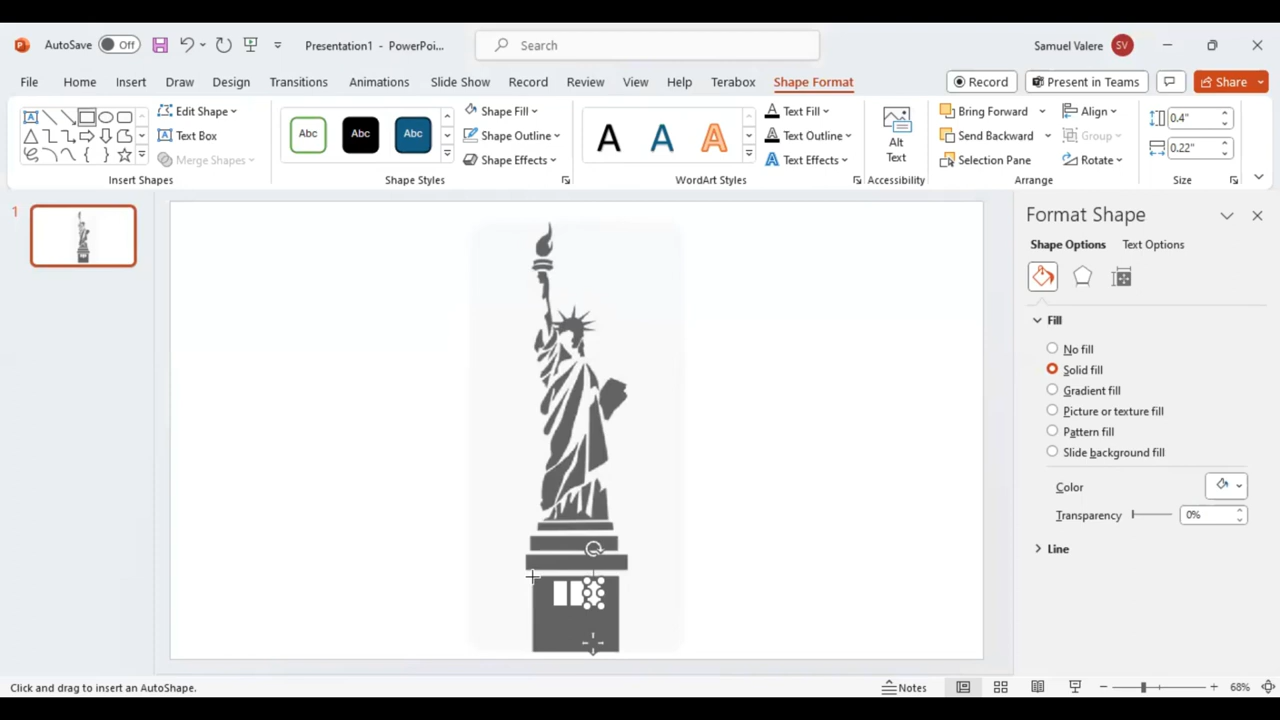 AutoSave Off Presentation1 - PowerPoi... Search Samuel Valere SV
File Home Insert Draw Design Transitions Animations Slide Show Record Review View Help Terabox Shape Format Record Present in Teams Share
Edit Shape
Text Box
Merge Shapes
Insert Shapes
Abc Abc Abc
Shape Fill
Shape Outline
Shape Effects
Shape Styles
A A A
Text Fill
Text Outline
Text Effects
WordArt Styles
Alt
Text
Accessibility
Bring Forward
Send Backward
Selection Pane
Align
Group
Rotate
Arrange
0.4"
0.22"
Size
1
Format Shape
Shape Options Text Options
Fill
No fill
Solid fill
Gradient fill
Picture or texture fill
Pattern fill
Slide background fill
Color
Transparency 0%
Line
Click and drag to insert an AutoShape. Notes 68%